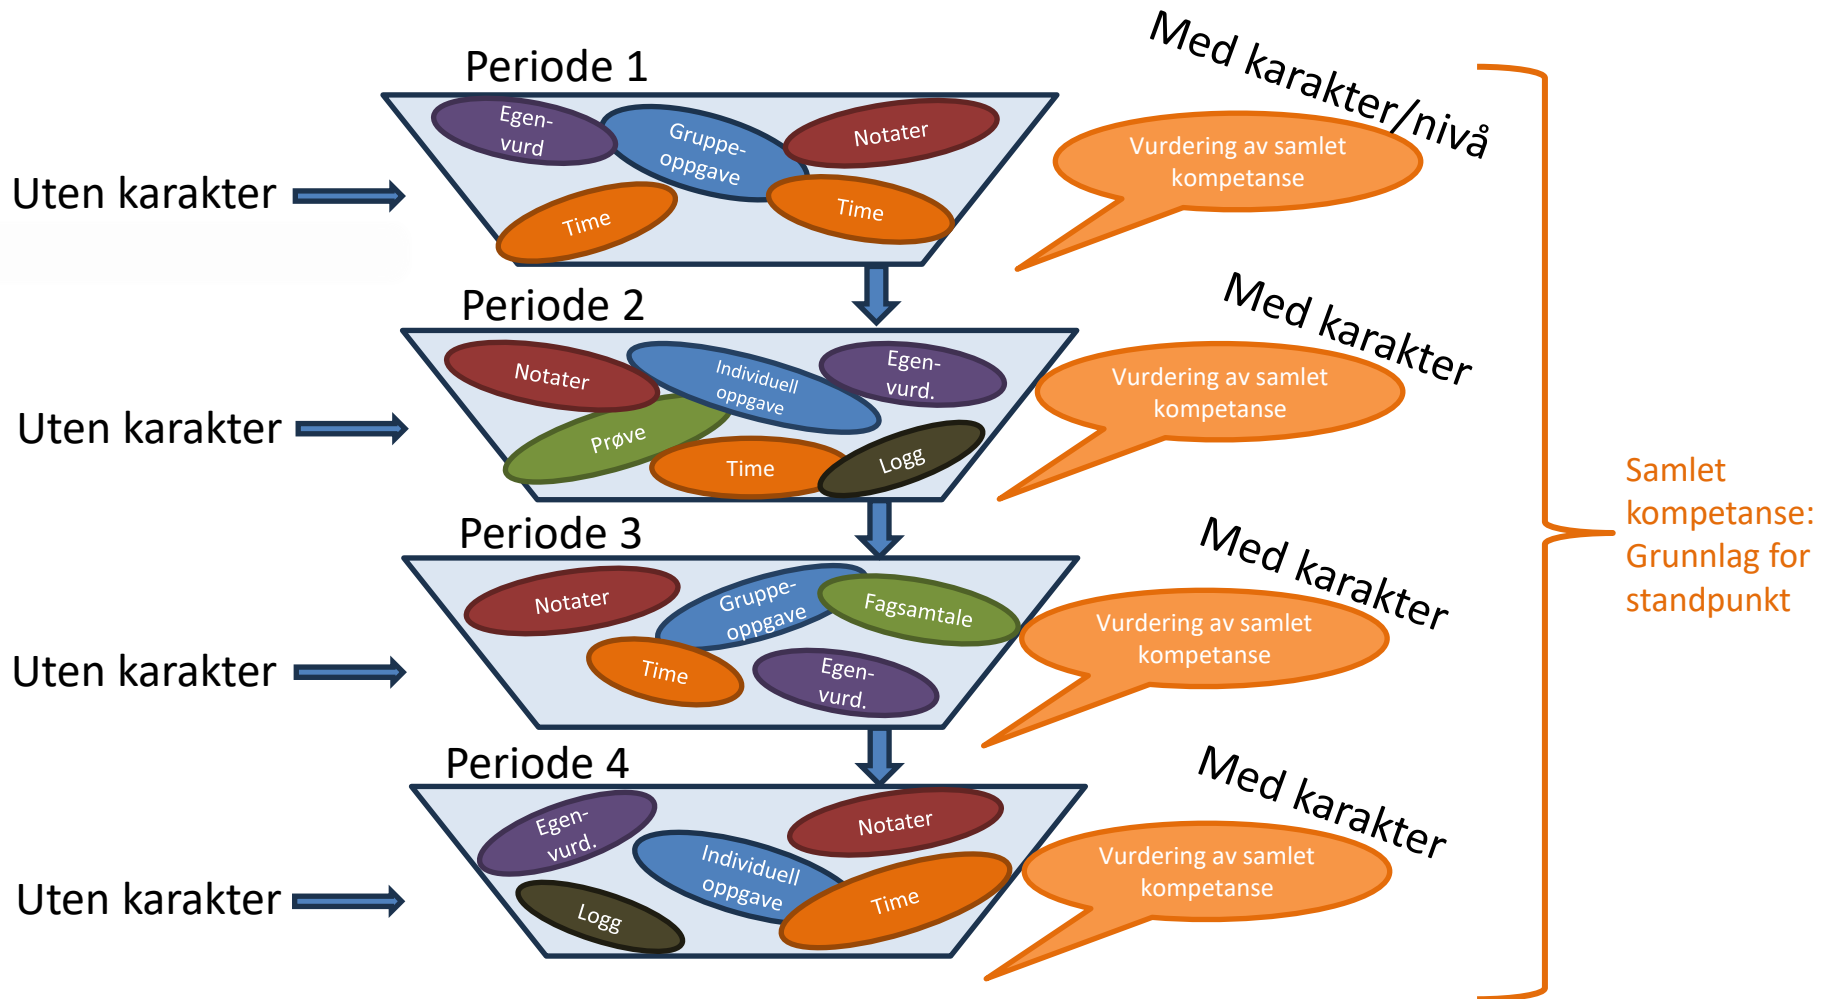 Periode 1
Med karakter/nivå
Egen-
vurd
Gruppe-
oppgave
Notater
Vurdering av samlet
kompetanse
Uten karakter
Time
Time
Periode 2
Med karakter
Notater
Individuell
oppgave
Egen-
vurd.
Vurdering av samlet
kompetanse
Uten karakter
Prøve
Time
Logg
Samlet
kompetanse:
Grunnlag for
standpunkt
Periode 3
Med karakter
Notater
Gruppe-
oppgave
Fagsamtale
Vurdering av samlet
kompetanse
Uten karakter
Time
Egen-
vurd.
Periode 4
Med karakter
Egen-
vurd.
Notater
Individuell
oppgave
Vurdering av samlet
kompetanse
Uten karakter
Logg
Time